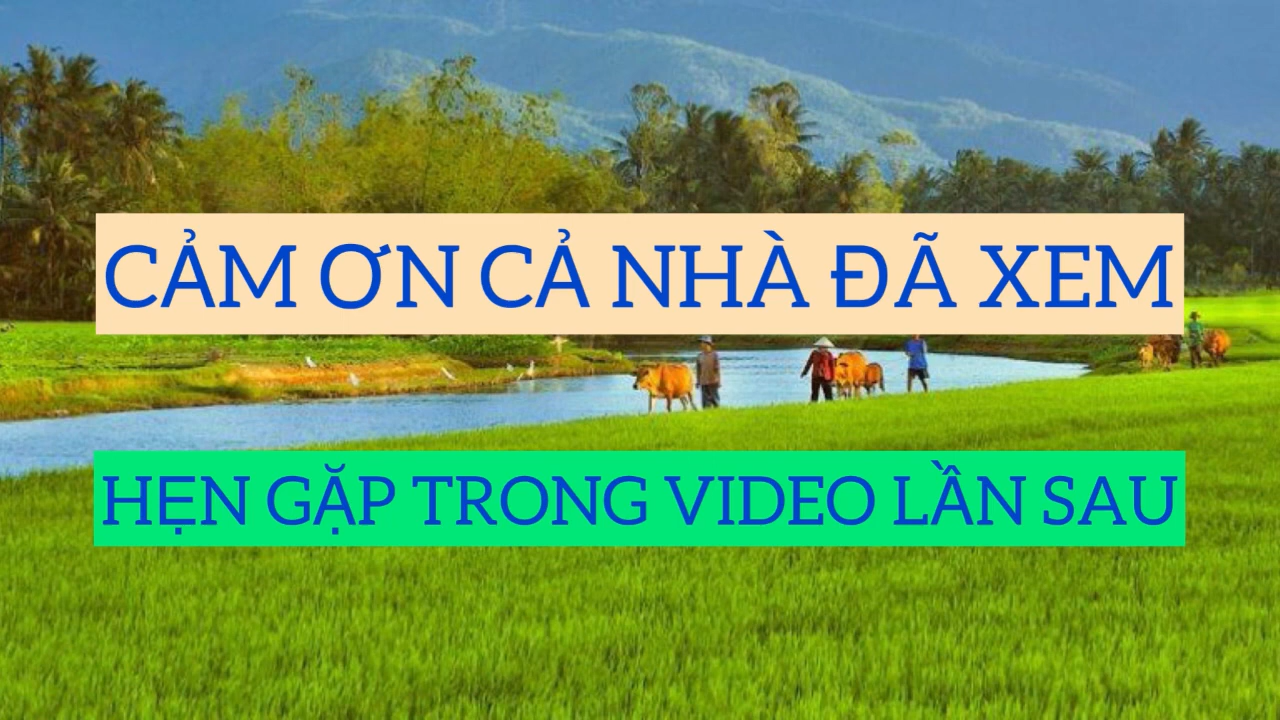 CẢM ƠN CẢ NHÀ ĐÃ XEM
HẸN GẶP TRONG VIDEO LẦN SAU